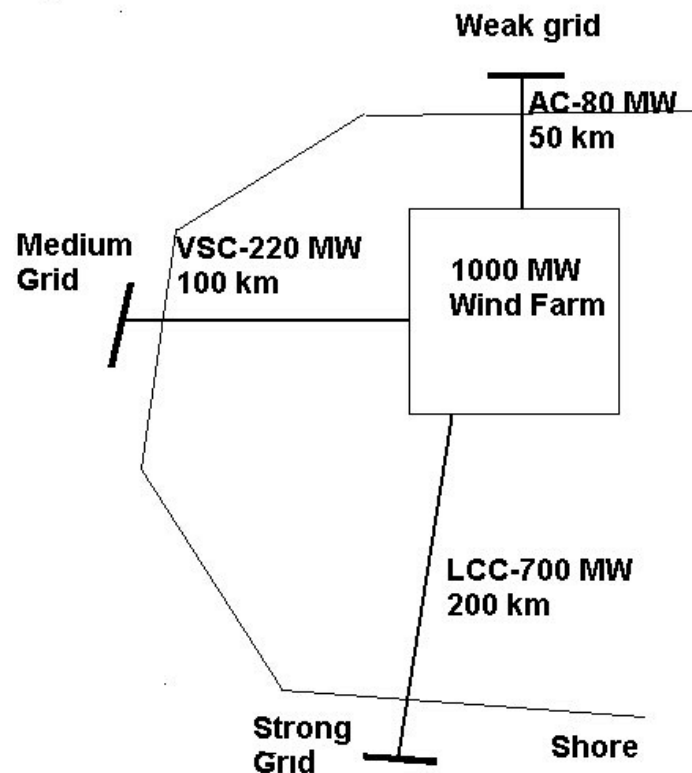 Weak grid
AC-80 MW
50 km
Medium
Grid
VSC-220 MW
100 km
1000 MW
Wind Farm
LCC-700 MW
200 km
Strong
Grid
Shore